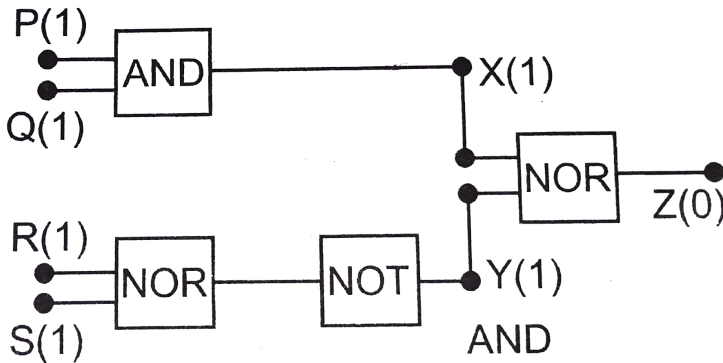 P(1)
AND
X(1)
Q(1)
NOR
Z(0)
R(1)
NOR
NOT
Y(1)
S(1)
AND